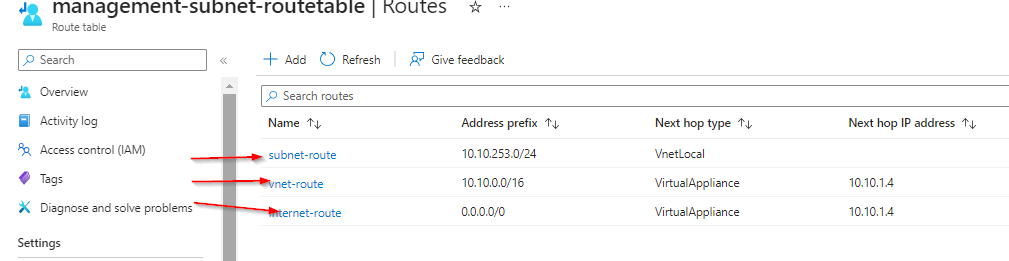 management-subnet-routetable | Routes ☆ ...
Route table
Search «
+ Add Refresh Give feedback
Overview
Activity log
Access control (IAM)
Tags
Diagnose and solve problems
Settings
Search routes
Name ↑↓ Address prefix ↑↓ Next hop type ↑↓ Next hop IP address ↑↓
subnet-route 10.10.253.0/24 VnetLocal
vnet-route 10.10.0.0/16 VirtualAppliance 10.10.1.4
internet-route 0.0.0.0/0 VirtualAppliance 10.10.1.4